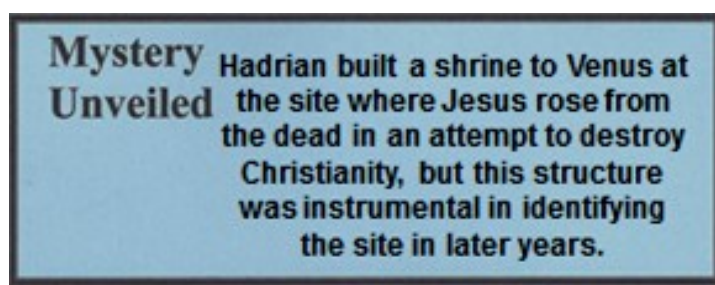 Mystery
Unveiled
Hadrian built a shrine to Venus at
the site where Jesus rose from
the dead in an attempt to destroy
Christianity, but this structure
was instrumental in identifying
the site in later years.